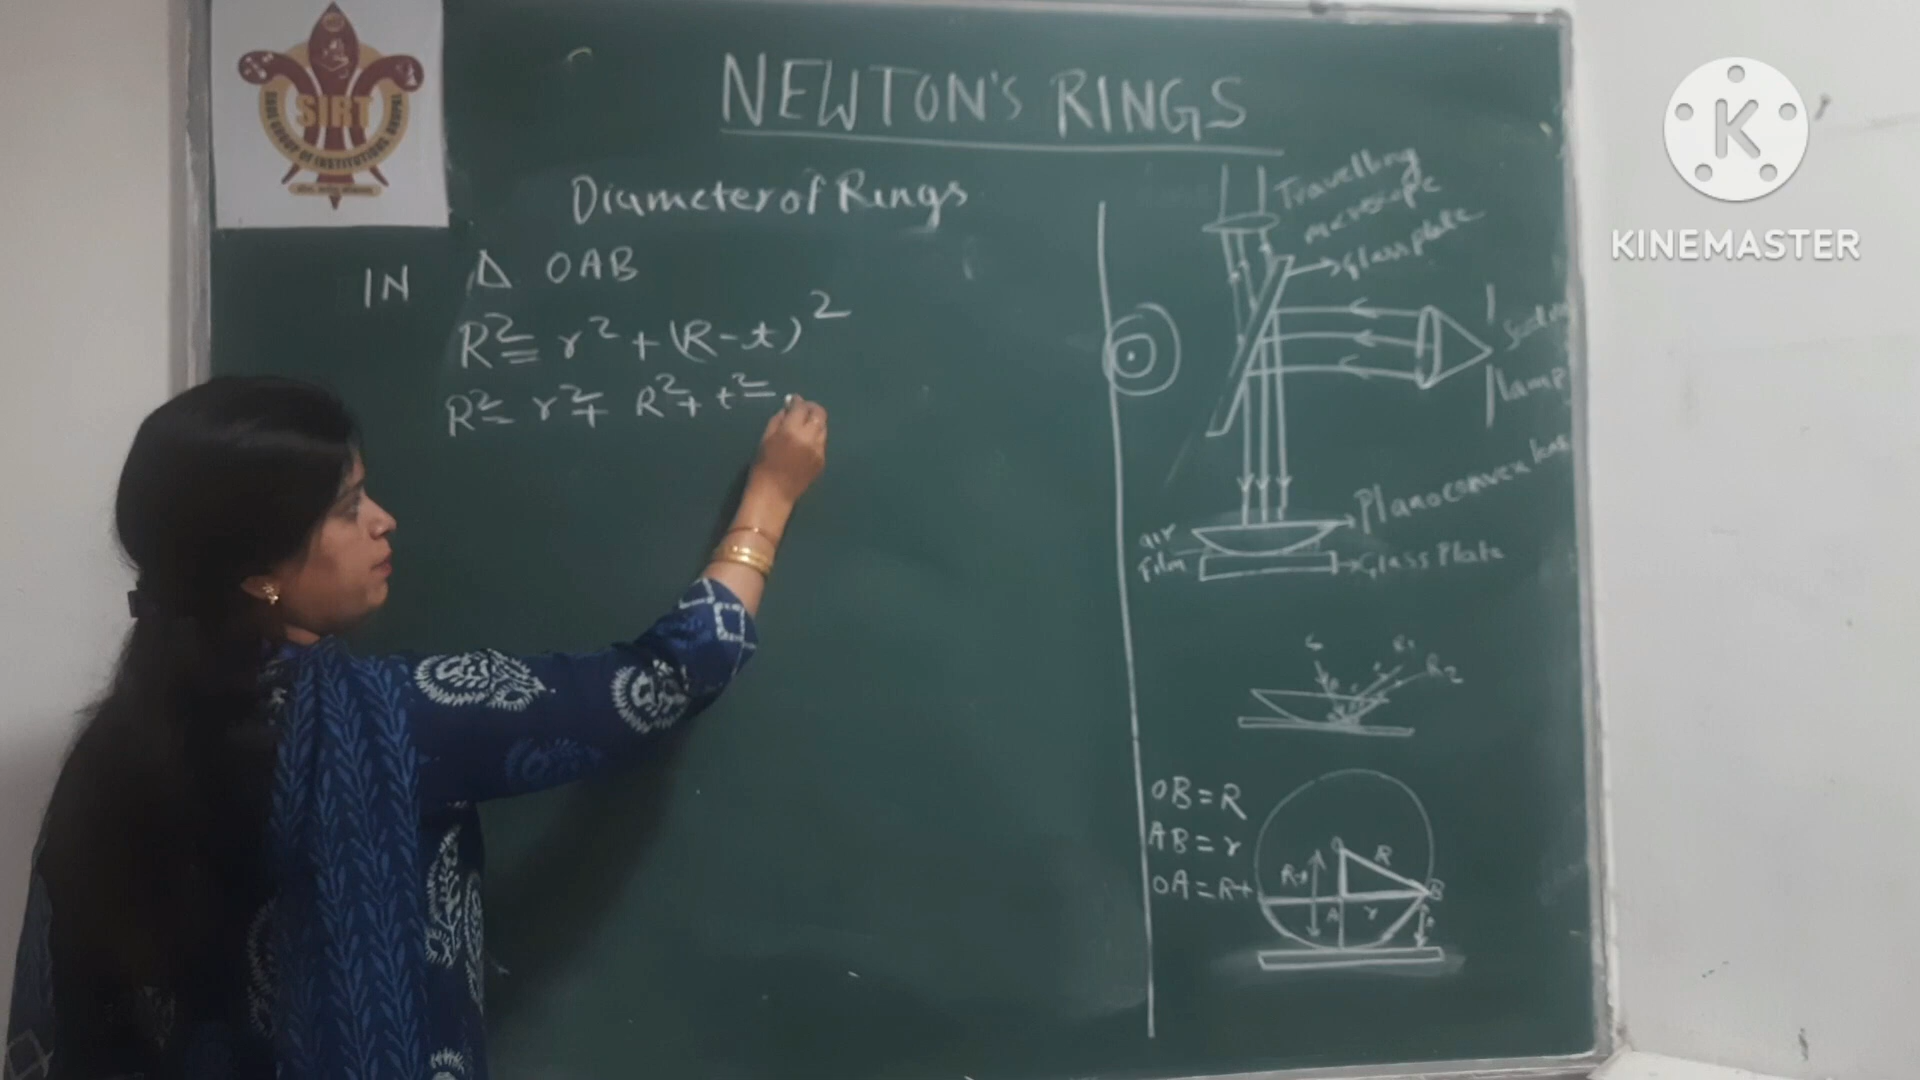 SIRT
NEWTON'S RINGS
Diameter of Rings
IN Δ OAB
R² = r² + (R-t)²
R² = r² + R² + t² -
Travelling
microscope
Glass plate
lamp
Planoconvex
air
film
Glass Plate
S
R1
R2
OB = R
AB = r
OA = R+
O
R
B
A
r
K
KINEMASTER